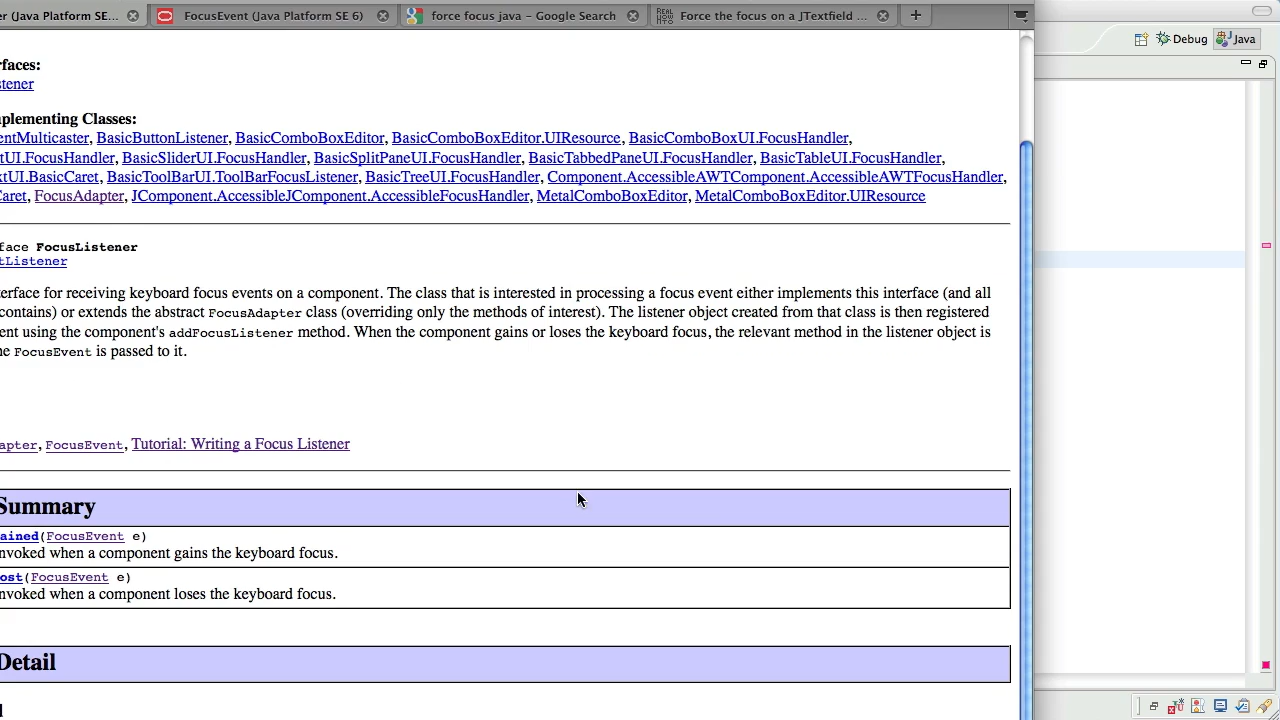 r (Java Platform SE... FocusEvent (Java Platform SE 6) force focus java - Google Search REAL HOWTO Force the focus on a JTextfield ...
Debug Java
rfaces:
stener
nplementing Classes:
entMulticaster, BasicButtonListener, BasicComboBoxEditor, BasicComboBoxEditor.UIResource, BasicComboBoxUI.FocusHandler,
tUI.FocusHandler, BasicSliderUI.FocusHandler, BasicSplitPaneUI.FocusHandler, BasicTabbedPaneUI.FocusHandler, BasicTableUI.FocusHandler,
xtUI.BasicCaret, BasicToolBarUI.ToolBarFocusListener, BasicTreeUI.FocusHandler, Component.AccessibleAWTComponent.AccessibleAWTFocusHandler,
Caret, FocusAdapter, JComponent.AccessibleJComponent.AccessibleFocusHandler, MetalComboBoxEditor, MetalComboBoxEditor.UIResource
face FocusListener
tListener
terface for receiving keyboard focus events on a component. The class that is interested in processing a focus event either implements this interface (and all
contains) or extends the abstract FocusAdapter class (overriding only the methods of interest). The listener object created from that class is then registered
ent using the component's addFocusListener method. When the component gains or loses the keyboard focus, the relevant method in the listener object is
he FocusEvent is passed to it.
apter, FocusEvent, Tutorial: Writing a Focus Listener
Summary
ained(FocusEvent e)
nvoked when a component gains the keyboard focus.
ost(FocusEvent e)
nvoked when a component loses the keyboard focus.
Detail